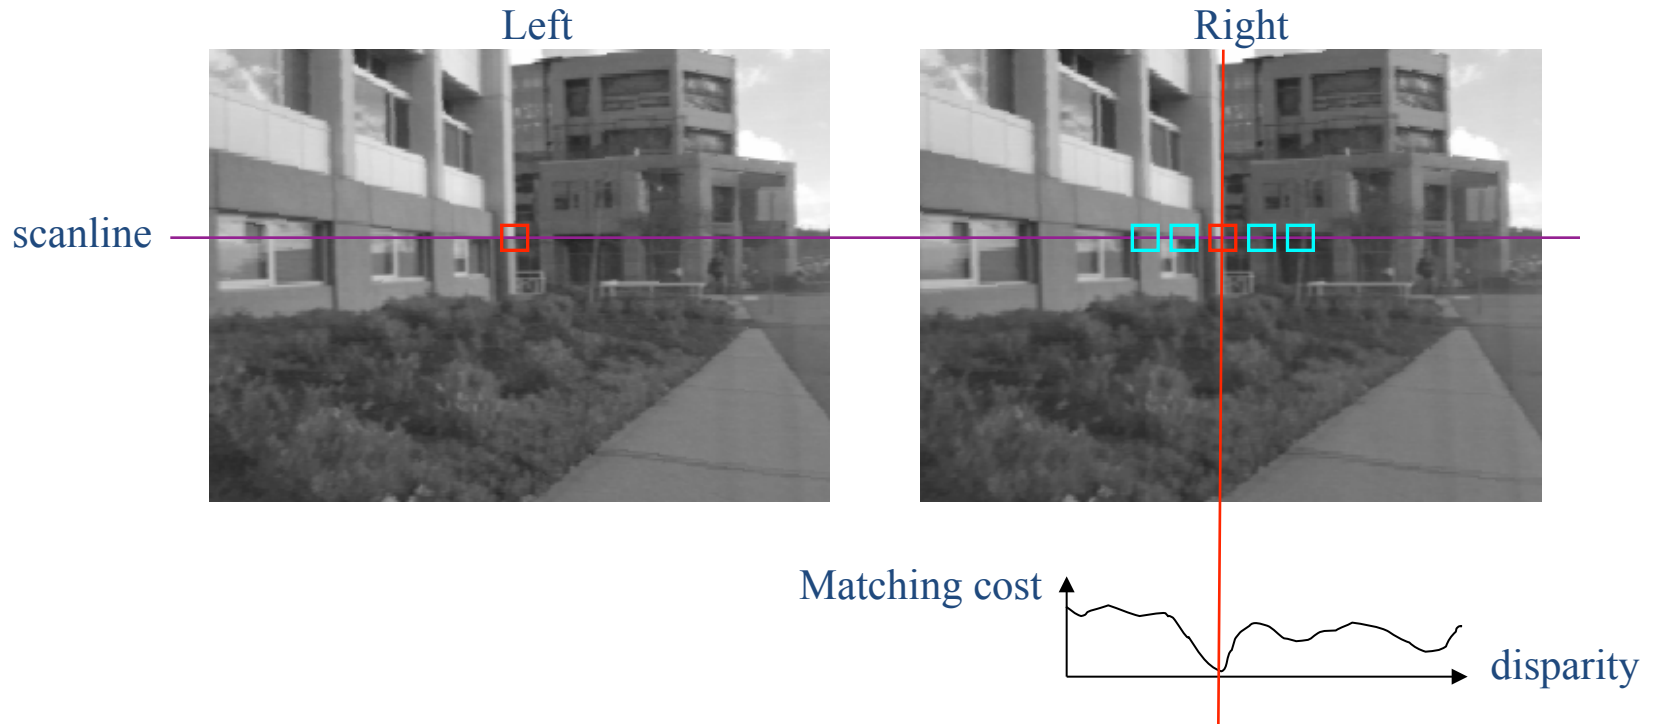 Left
Right
scanline
Matching cost
disparity